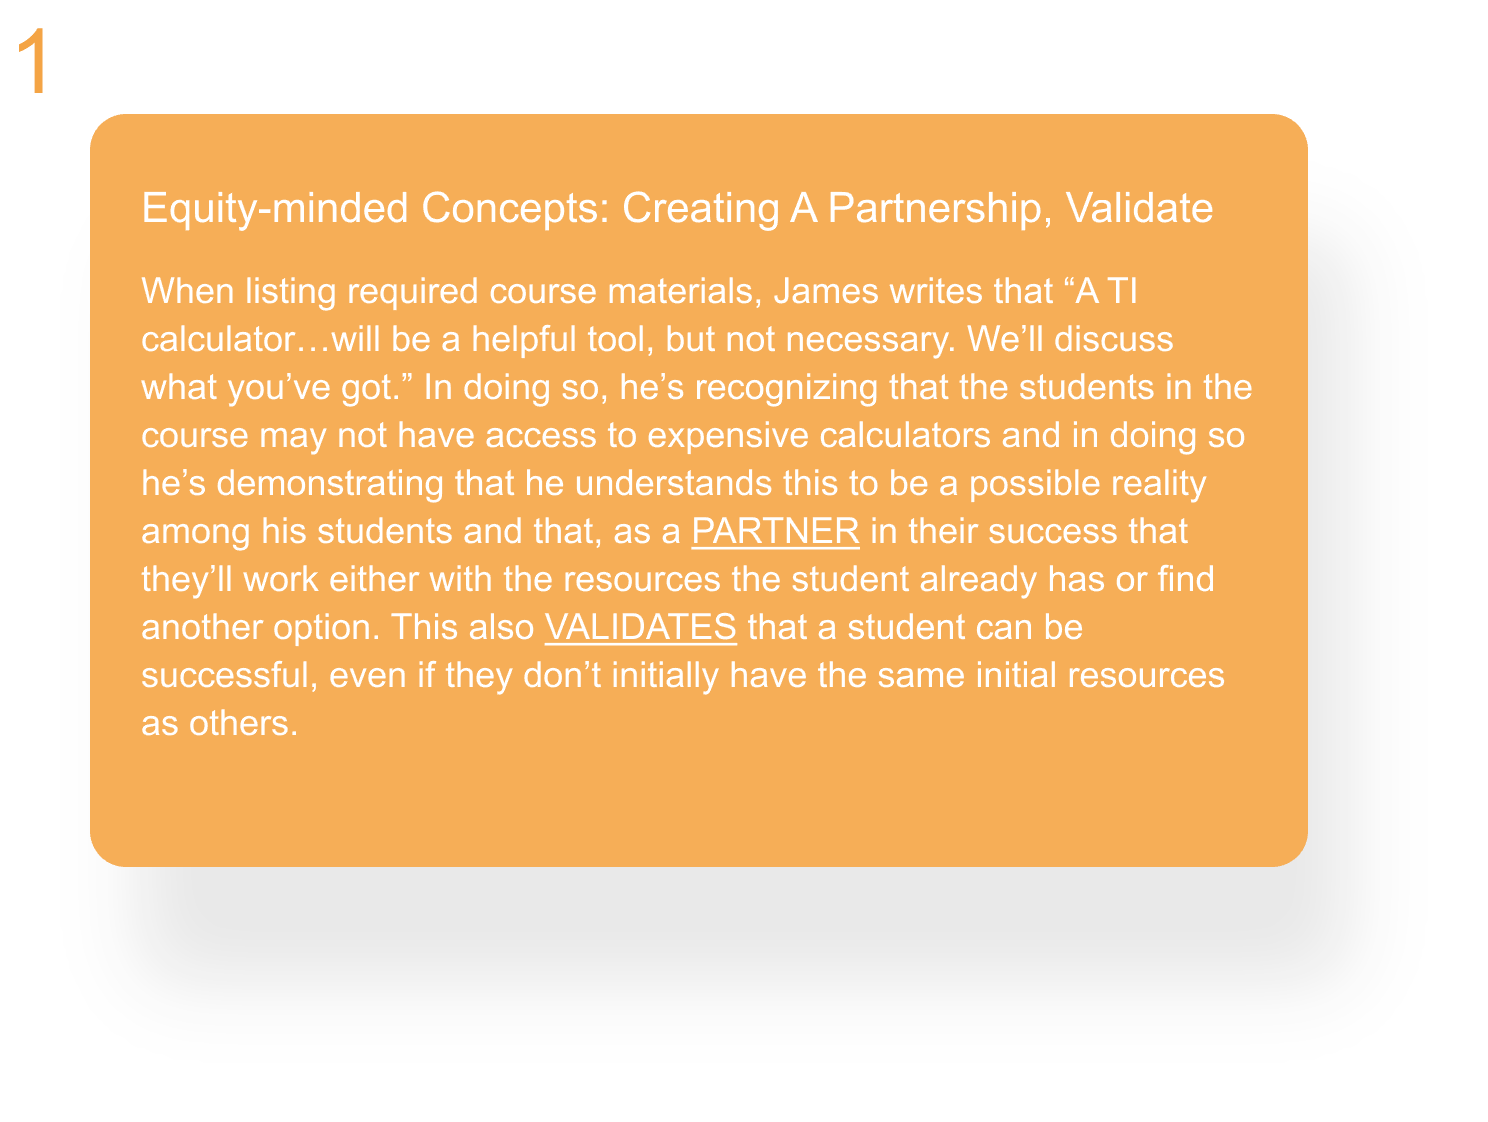 1
Equity-minded Concepts: Creating A Partnership, Validate
When listing required course materials, James writes that “A TI
calculator…will be a helpful tool, but not necessary. We’ll discuss
what you’ve got.” In doing so, he’s recognizing that the students in the
course may not have access to expensive calculators and in doing so
he’s demonstrating that he understands this to be a possible reality
among his students and that, as a PARTNER in their success that
they’ll work either with the resources the student already has or find
another option. This also VALIDATES that a student can be
successful, even if they don’t initially have the same initial resources
as others.